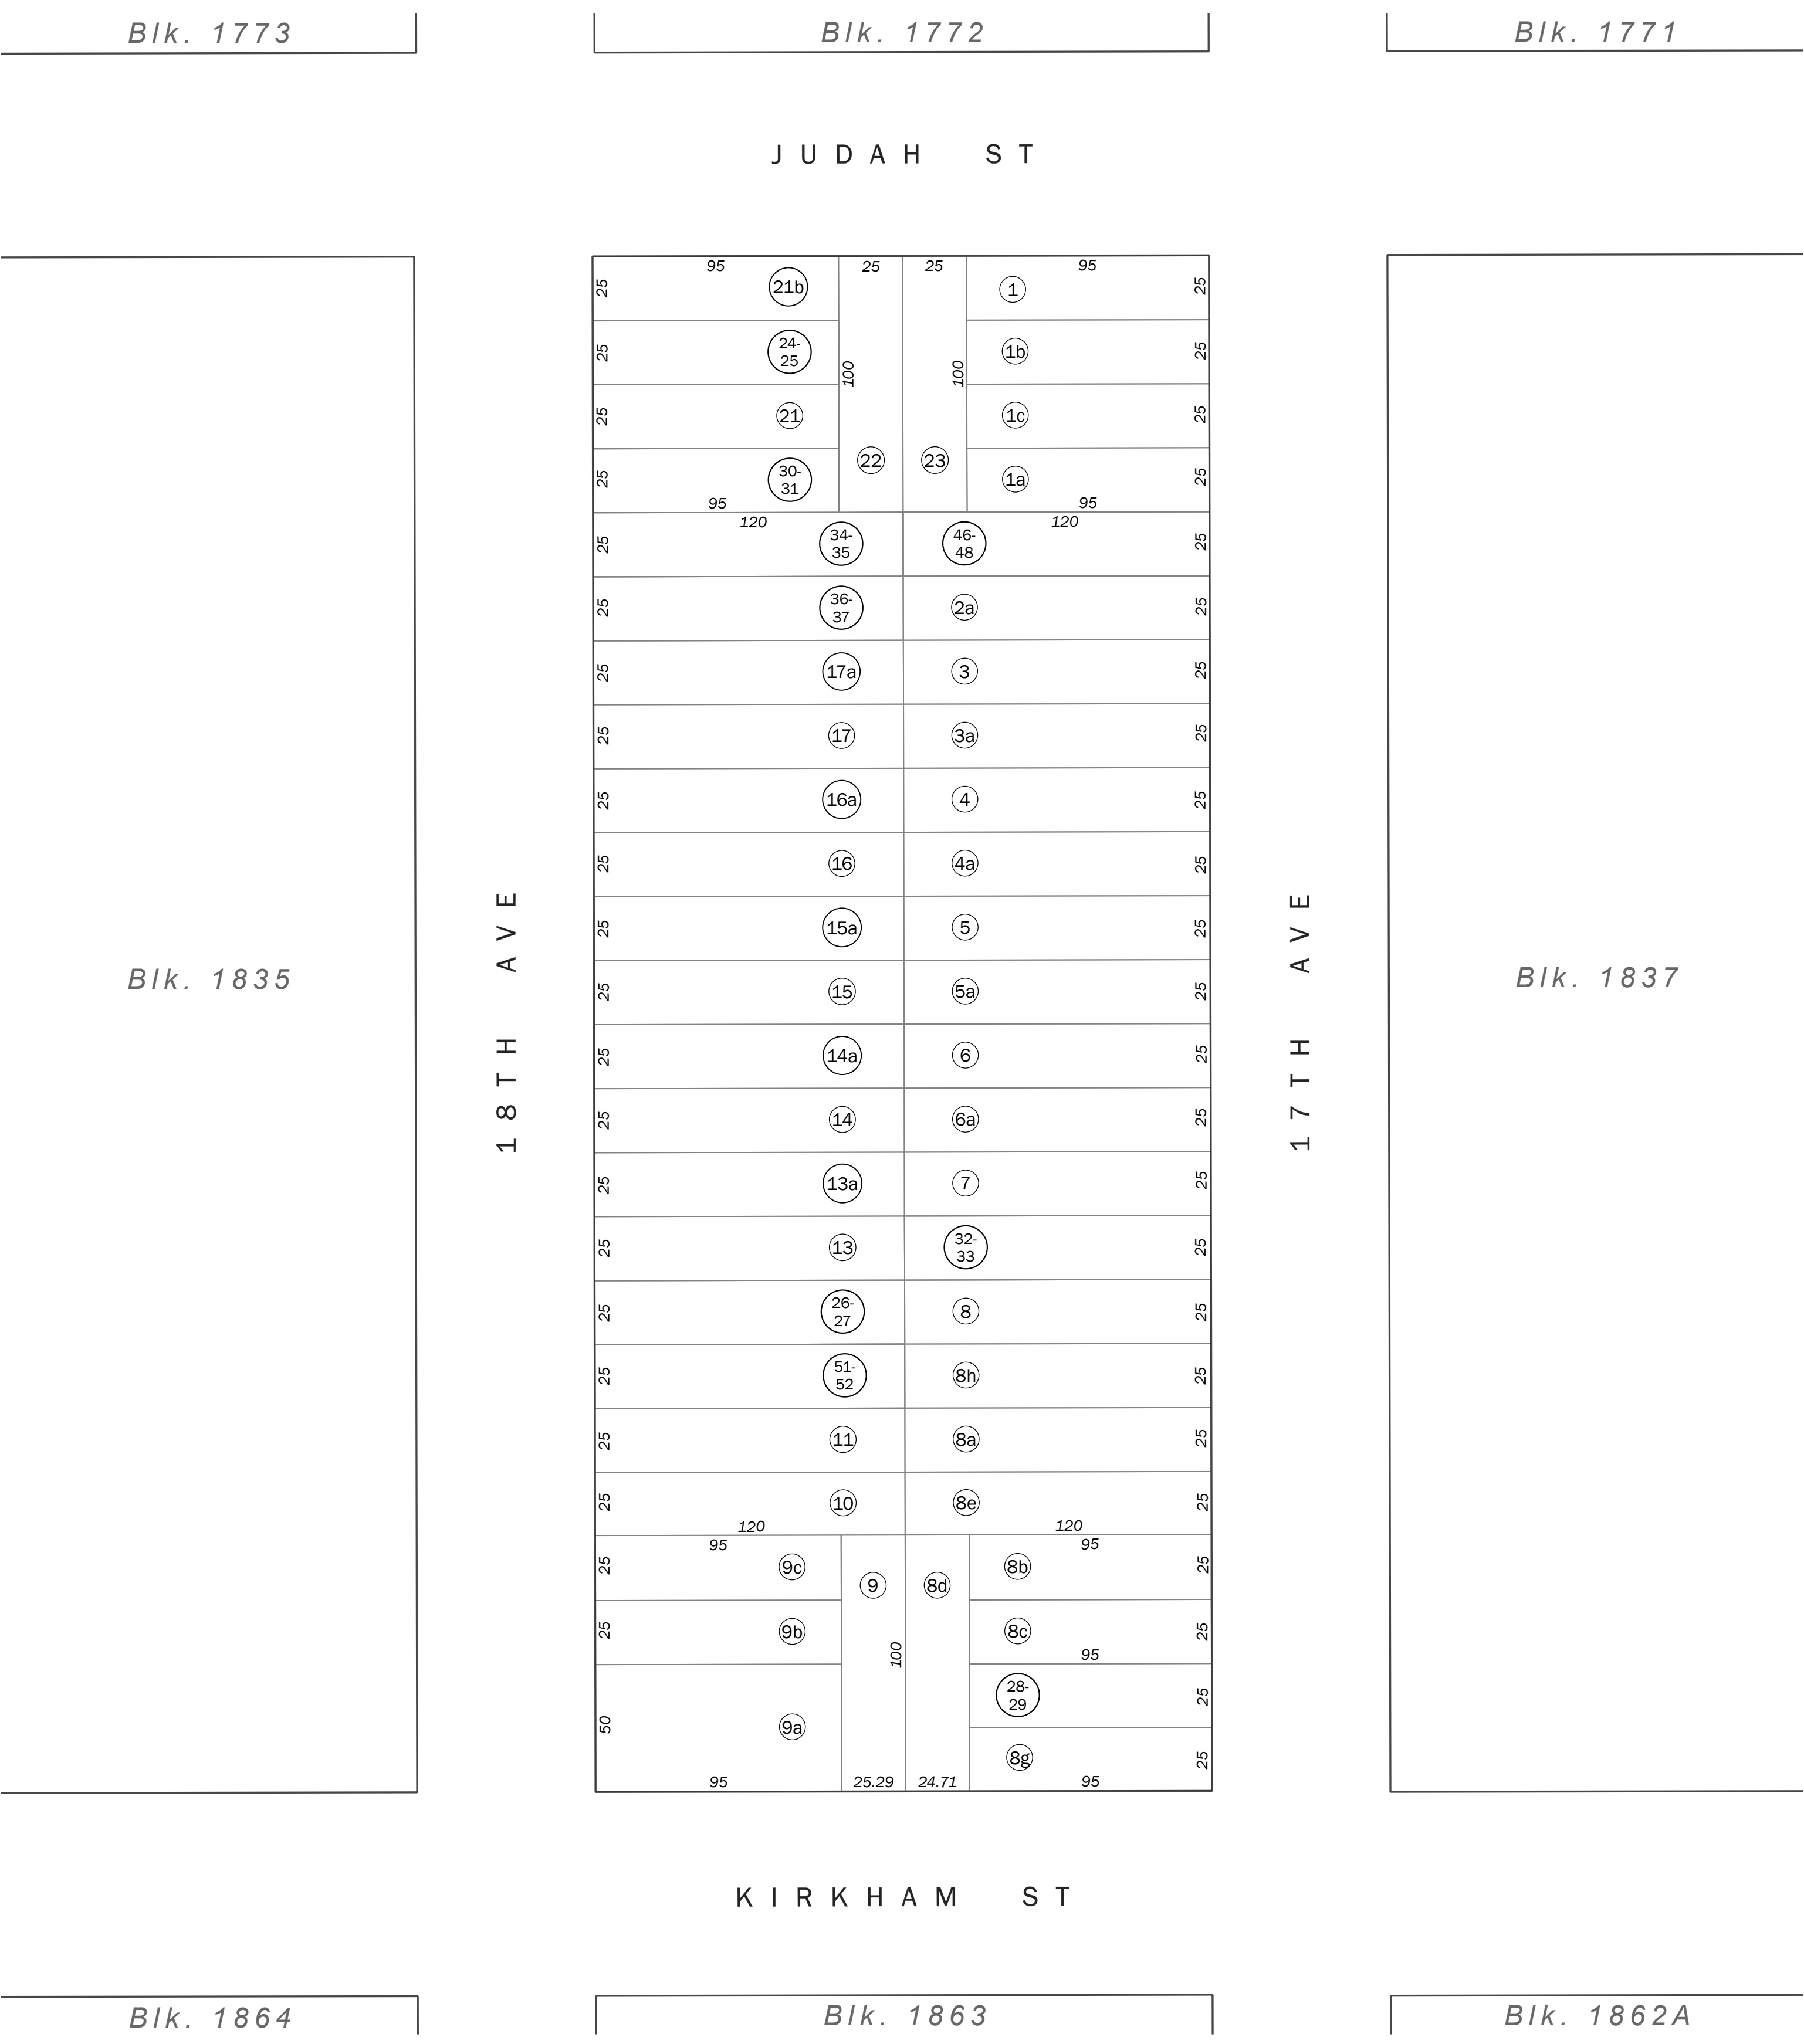 Blk. 1773
Blk. 1772
Blk. 1771
JUDAH ST
95 25 25 95
25 21b 1 25
25 24-25 1b 25
100 100
25 21 1c 25
22 23
25 30-31 1a 25
95 95
120 120
25 34-35 46-48 25
25 36-37 2a 25
25 17a 3 25
25 17 3a 25
25 16a 4 25
25 16 4a 25
25 15a 5 25
18TH AVE
17TH AVE
Blk. 1835
Blk. 1837
25 15 5a 25
25 14a 6 25
25 14 6a 25
25 13a 7 25
25 13 32-33 25
25 26-27 8 25
25 51-52 8h 25
25 11 8a 25
25 10 8e 25
120 120
95 95
25 9c 9 8d 8b 25
25 9b 8c 25
100 95
28-29 25
50 9a
8g 25
95 25.29 24.71 95
KIRKHAM ST
Blk. 1864
Blk. 1863
Blk. 1862A